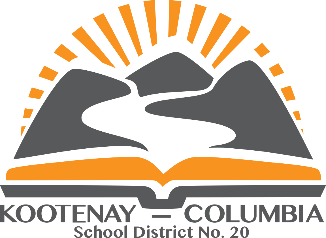 KOOTENAY — COLUMBIA
School District No. 20